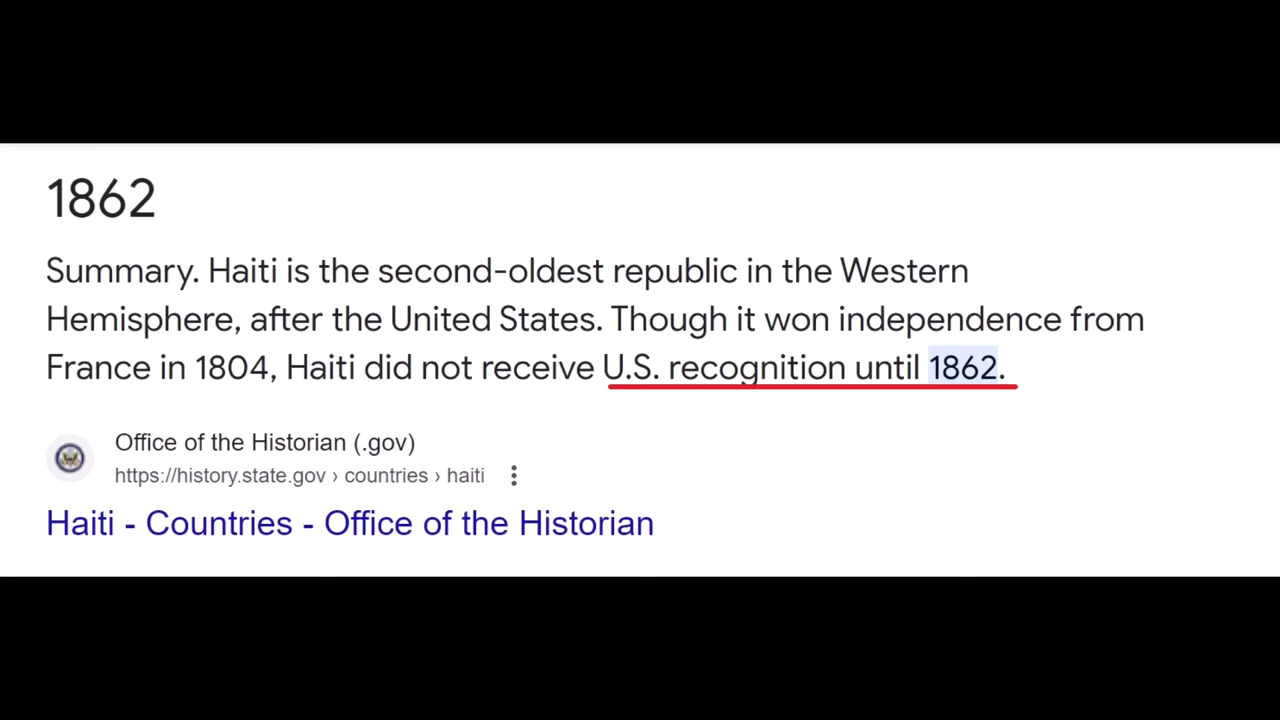 1862
Summary. Haiti is the second-oldest republic in the Western
Hemisphere, after the United States. Though it won independence from
France in 1804, Haiti did not receive U.S. recognition until 1862.
Office of the Historian (.gov)
https://history.state.gov › countries › haiti
Haiti - Countries - Office of the Historian